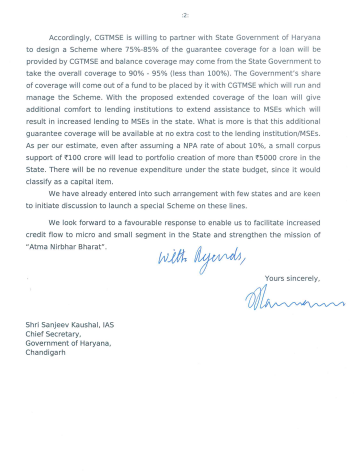 :2:
Accordingly, CGTMSE is willing to partner with State Government of Haryana
to design a Scheme where 75%-85% of the guarantee coverage for a loan will be
provided by CGTMSE and balance coverage may come from the State Government to
take the overall coverage to 90% - 95% (less than 100%). The Government's share
of coverage will come out of a fund to be placed by it with CGTMSE which will run and
manage the Scheme. With the proposed extended coverage of the loan will give
additional comfort to lending institutions to extend assistance to MSEs which will
result in increased lending to MSEs in the state. What is more is that this additional
guarantee coverage will be available at no extra cost to the lending institution/MSEs.
As per our estimate, even after assuming a NPA rate of about 10%, a small corpus
support of ₹100 crore will lead to portfolio creation of more than ₹5000 crore in the
State. There will be no revenue expenditure under the state budget, since it would
classify as a capital item.
We have already entered into such arrangement with few states and are keen
to initiate discussion to launch a special Scheme on these lines.
We look forward to a favourable response to enable us to facilitate increased
credit flow to micro and small segment in the State and strengthen the mission of
"Atma Nirbhar Bharat".
With Regards,
Yours sincerely,
Shri Sanjeev Kaushal, IAS
Chief Secretary,
Government of Haryana,
Chandigarh